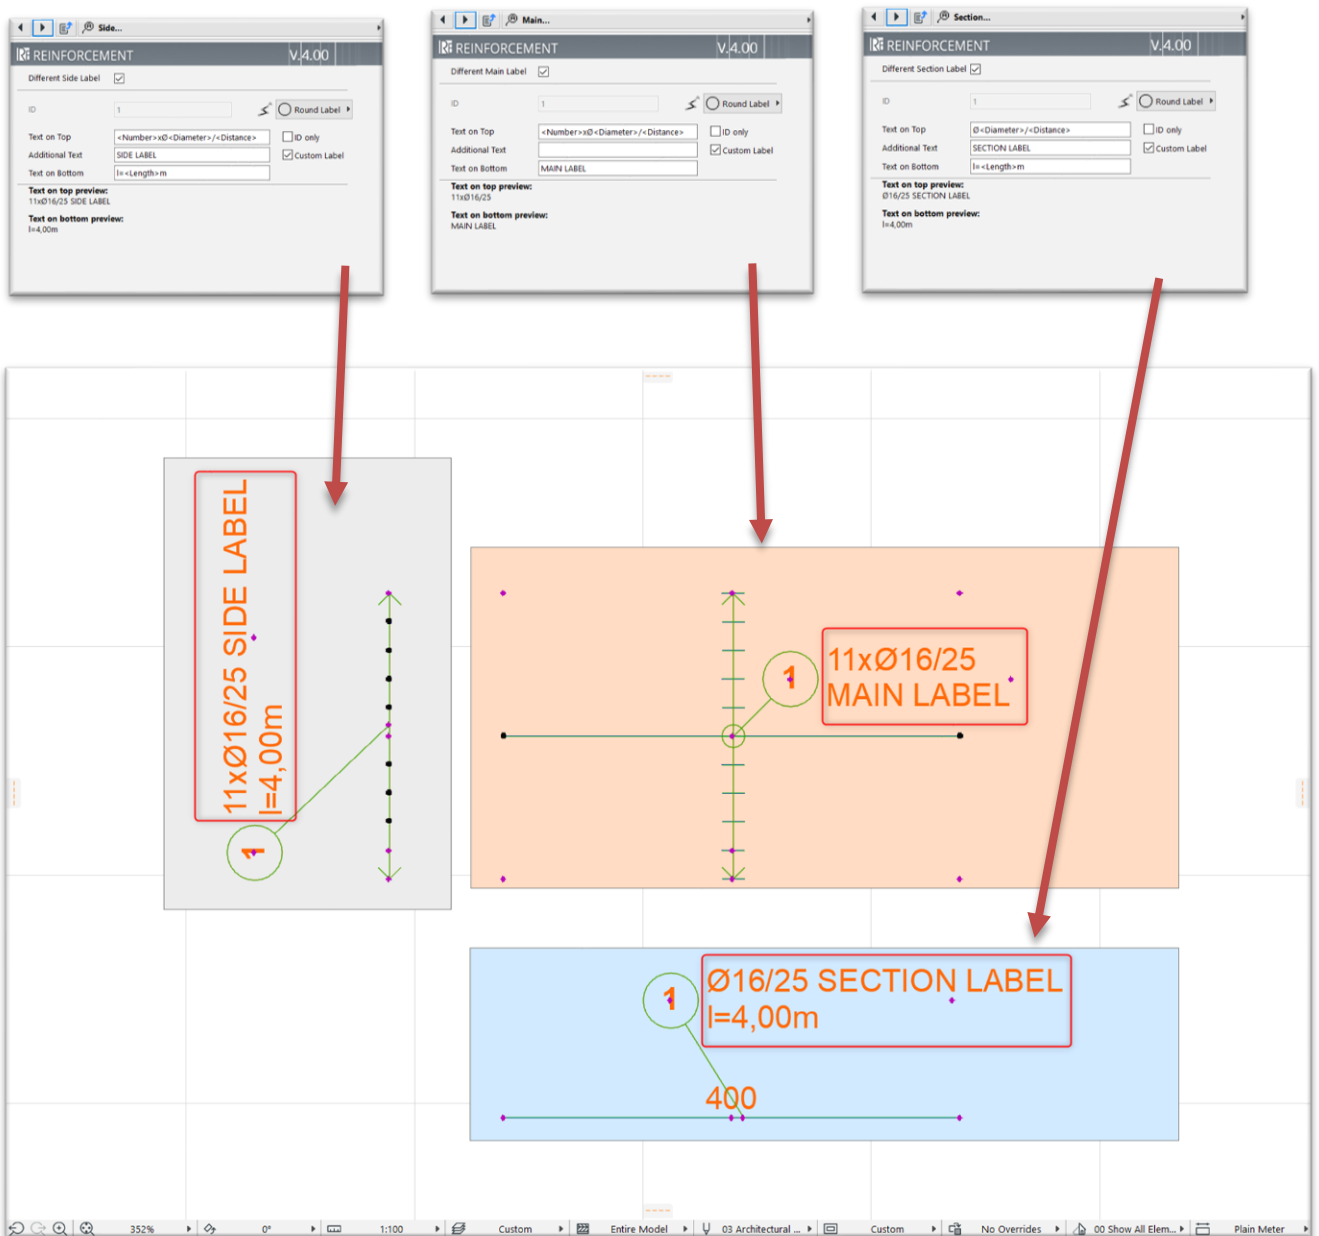 Side...
REINFORCEMENT V.4.00
Different Side Label
ID 1 Round Label
Text on Top <Number>xØ<Diameter>/<Distance> ID only
Additional Text SIDE LABEL Custom Label
Text on Bottom l=<Length>m
Text on top preview:
11xØ16/25 SIDE LABEL
Text on bottom preview:
l=4,00m
Main...
REINFORCEMENT V.4.00
Different Main Label
ID 1 Round Label
Text on Top <Number>xØ<Diameter>/<Distance> ID only
Additional Text Custom Label
Text on Bottom MAIN LABEL
Text on top preview:
11xØ16/25
Text on bottom preview:
MAIN LABEL
Section...
REINFORCEMENT V.4.00
Different Section Label
ID 1 Round Label
Text on Top Ø<Diameter>/<Distance> ID only
Additional Text SECTION LABEL Custom Label
Text on Bottom l=<Length>m
Text on top preview:
Ø16/25 SECTION LABEL
Text on bottom preview:
l=4,00m
11xØ16/25 SIDE LABEL
l=4,00m
1
1
11xØ16/25
MAIN LABEL
1
Ø16/25 SECTION LABEL
l=4,00m
400
352% 0° 1:100 Custom Entire Model 03 Architectural ... Custom No Overrides 00 Show All Elem... Plain Meter